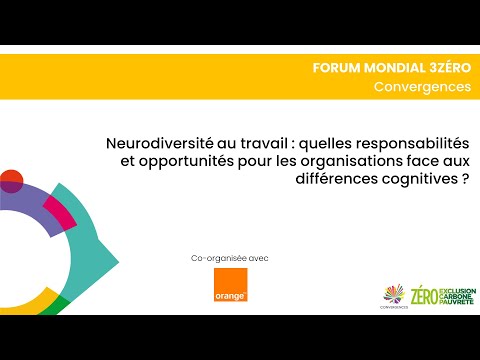 FORUM MONDIAL 3ZÉRO
Convergences
Neurodiversité au travail : quelles responsabilités
et opportunités pour les organisations face aux
différences cognitives ?
Co-organisée avec
orange™
CONVERGENCES
ZÉRO EXCLUSION
CARBONE
PAUVRETÉ